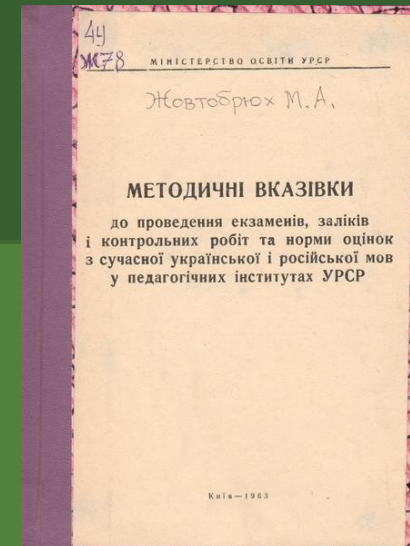 4У
Ж78
МІНІСТЕРСТВО ОСВІТИ УРСР
Жовтобрюх М.А.
МЕТОДИЧНІ ВКАЗІВКИ
до проведення екзаменів, заліків
і контрольних робіт та норми оцінок
з сучасної української і російської мов
у педагогічних інститутах УРСР
Київ—1963